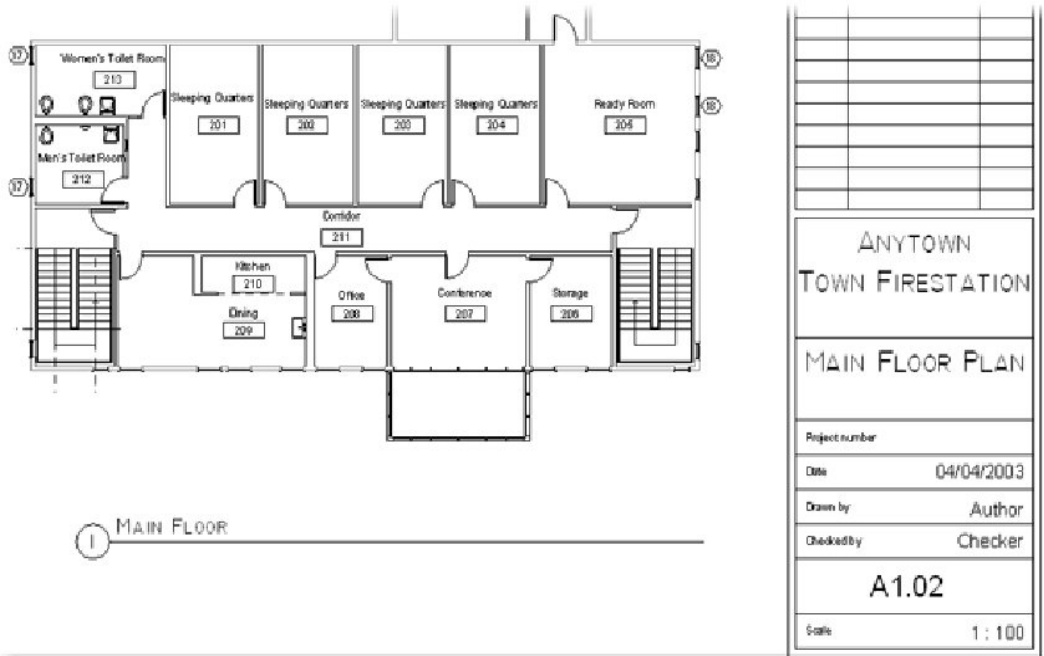 17
Women's Toilet Room
213
Sleeping Quarters
201
Sleeping Quarters
202
Sleeping Quarters
203
Sleeping Quarters
204
Ready Room
205
18
18
Men's Toilet Room
212
17
Corridor
211
Kitchen
210
Dining
209
Office
208
Conference
207
Storage
206
1
MAIN FLOOR
ANYTOWN
TOWN FIRESTATION
MAIN FLOOR PLAN
Project number
Date 04/04/2003
Drawn by Author
Checked by Checker
A1.02
Scale 1 : 100